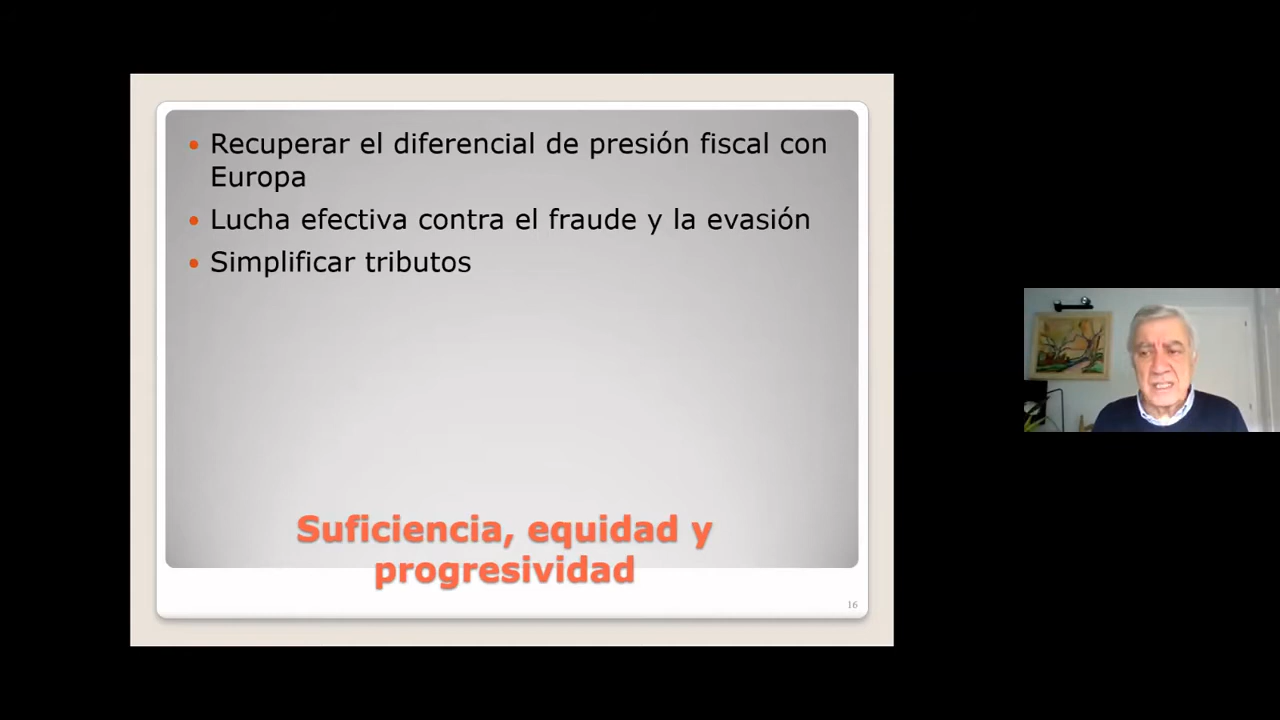 Recuperar el diferencial de presión fiscal con
Europa
Lucha efectiva contra el fraude y la evasión
Simplificar tributos
Suficiencia, equidad y
progresividad
16